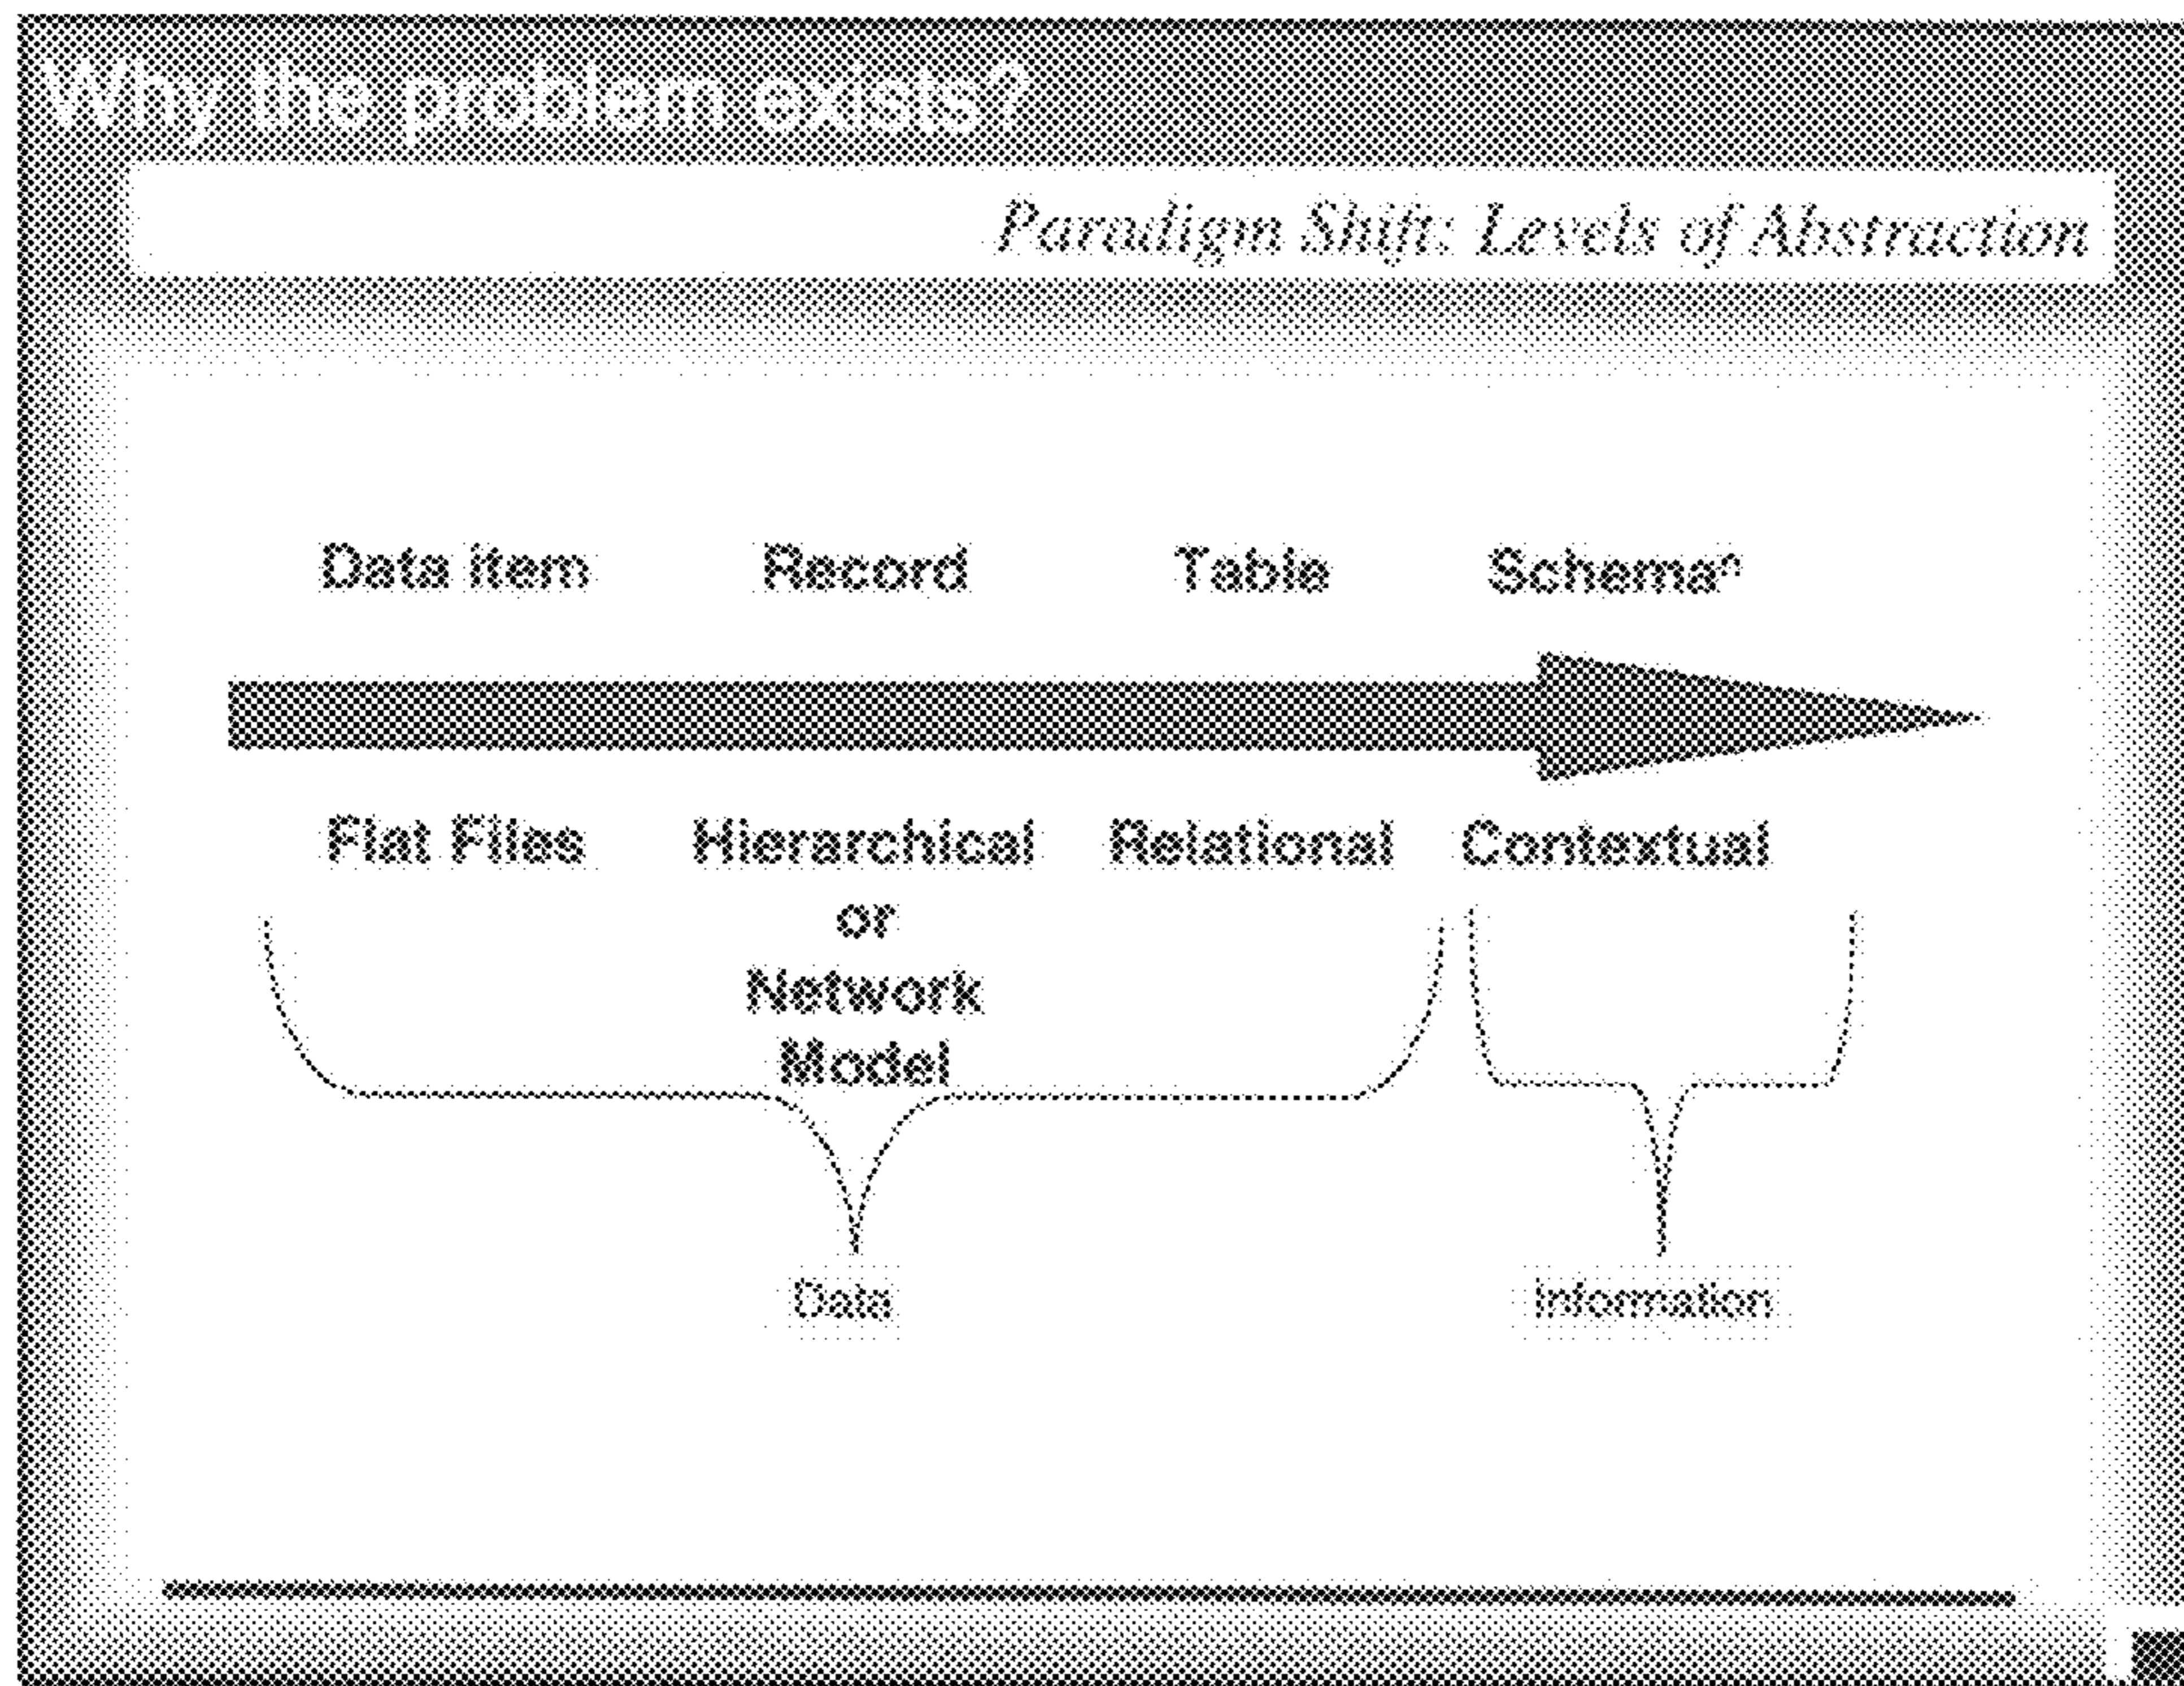 Why the problem exists?
Paradigm Shift: Levels of Abstraction
Data item Record Table Schemaⁿ
Flat Files Hierarchical Relational Contextual
or
Network
Model
Data Information